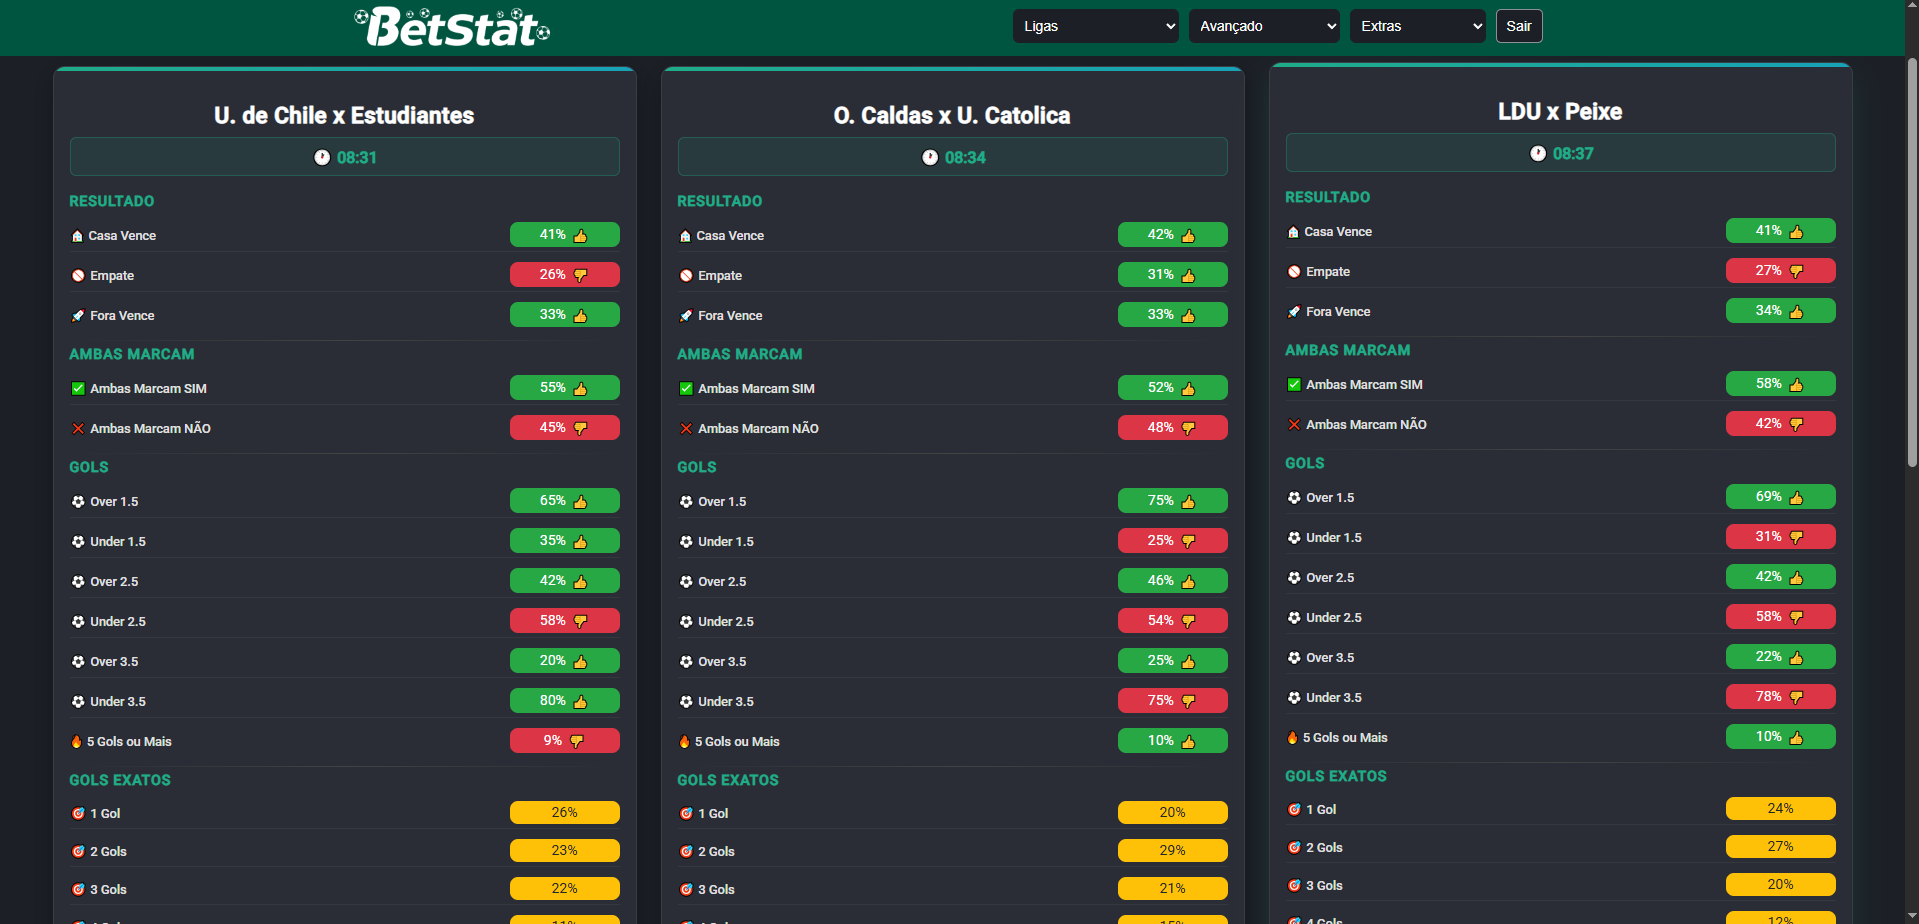 BetStat
Ligas
Avançado
Extras
Sair
U. de Chile x Estudiantes
08:31
RESULTADO
Casa Vence 41%
Empate 26%
Fora Vence 33%
AMBAS MARCAM
Ambas Marcam SIM 55%
Ambas Marcam NÃO 45%
GOLS
Over 1.5 65%
Under 1.5 35%
Over 2.5 42%
Under 2.5 58%
Over 3.5 20%
Under 3.5 80%
5 Gols ou Mais 9%
GOLS EXATOS
1 Gol 26%
2 Gols 23%
3 Gols 22%
O. Caldas x U. Catolica
08:34
RESULTADO
Casa Vence 42%
Empate 31%
Fora Vence 33%
AMBAS MARCAM
Ambas Marcam SIM 52%
Ambas Marcam NÃO 48%
GOLS
Over 1.5 75%
Under 1.5 25%
Over 2.5 46%
Under 2.5 54%
Over 3.5 25%
Under 3.5 75%
5 Gols ou Mais 10%
GOLS EXATOS
1 Gol 20%
2 Gols 29%
3 Gols 21%
LDU x Peixe
08:37
RESULTADO
Casa Vence 41%
Empate 27%
Fora Vence 34%
AMBAS MARCAM
Ambas Marcam SIM 58%
Ambas Marcam NÃO 42%
GOLS
Over 1.5 69%
Under 1.5 31%
Over 2.5 42%
Under 2.5 58%
Over 3.5 22%
Under 3.5 78%
5 Gols ou Mais 10%
GOLS EXATOS
1 Gol 24%
2 Gols 27%
3 Gols 20%
4 Gols 12%